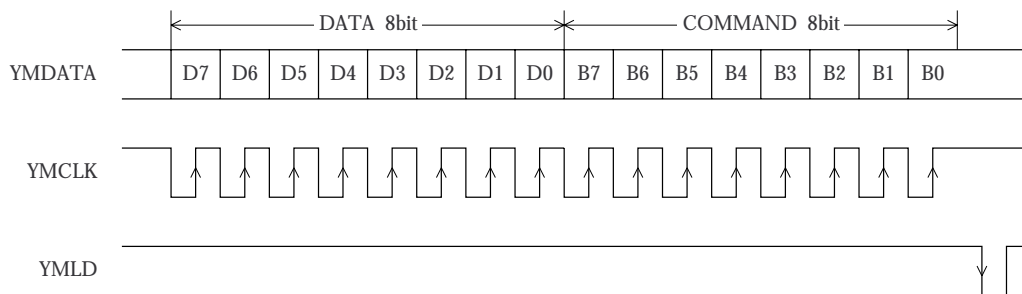 DATA 8bit COMMAND 8bit
YMDATA D7 D6 D5 D4 D3 D2 D1 D0 B7 B6 B5 B4 B3 B2 B1 B0
YMCLK
YMLD